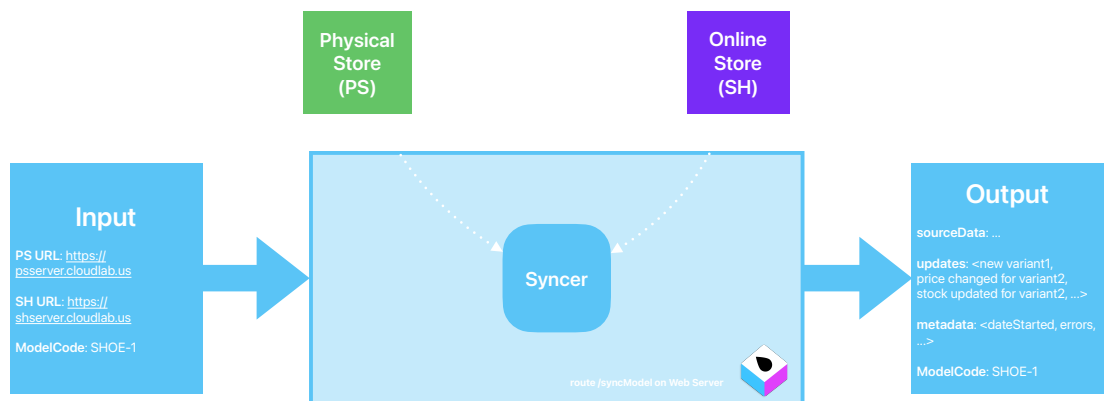 Physical
Store
(PS)
Online
Store
(SH)
Input
PS URL: https://
psserver.cloudlab.us
SH URL: https://
shserver.cloudlab.us
ModelCode: SHOE-1
Syncer
route /syncModel on Web Server
Output
sourceData: ...
updates: <new variant1,
price changed for variant2,
stock updated for variant2, ...>
metadata: <dateStarted, errors,
...>
ModelCode: SHOE-1